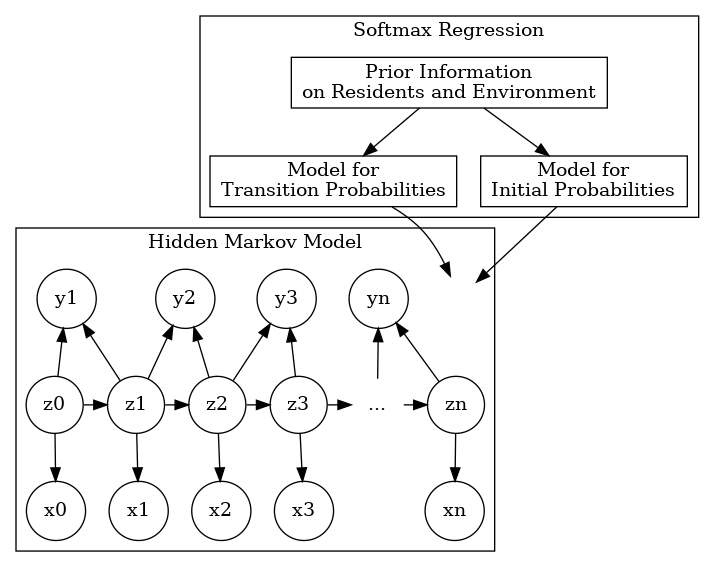 Softmax Regression
Prior Information
on Residents and Environment
Model for
Transition Probabilities
Model for
Initial Probabilities
Hidden Markov Model
y1 y2 y3 yn
z0 z1 z2 z3 ... zn
x0 x1 x2 x3 xn